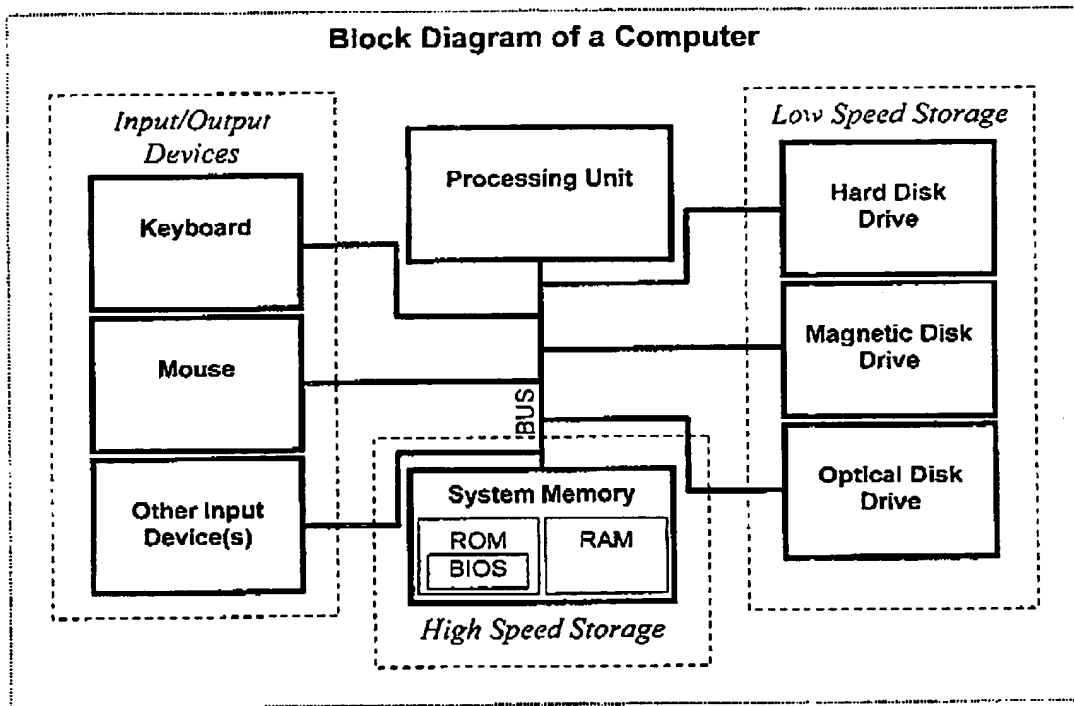 Block Diagram of a Computer
Input/Output
Devices
Keyboard
Mouse
Other Input
Device(s)
Processing Unit
BUS
System Memory
ROM
BIOS
RAM
High Speed Storage
Low Speed Storage
Hard Disk
Drive
Magnetic Disk
Drive
Optical Disk
Drive